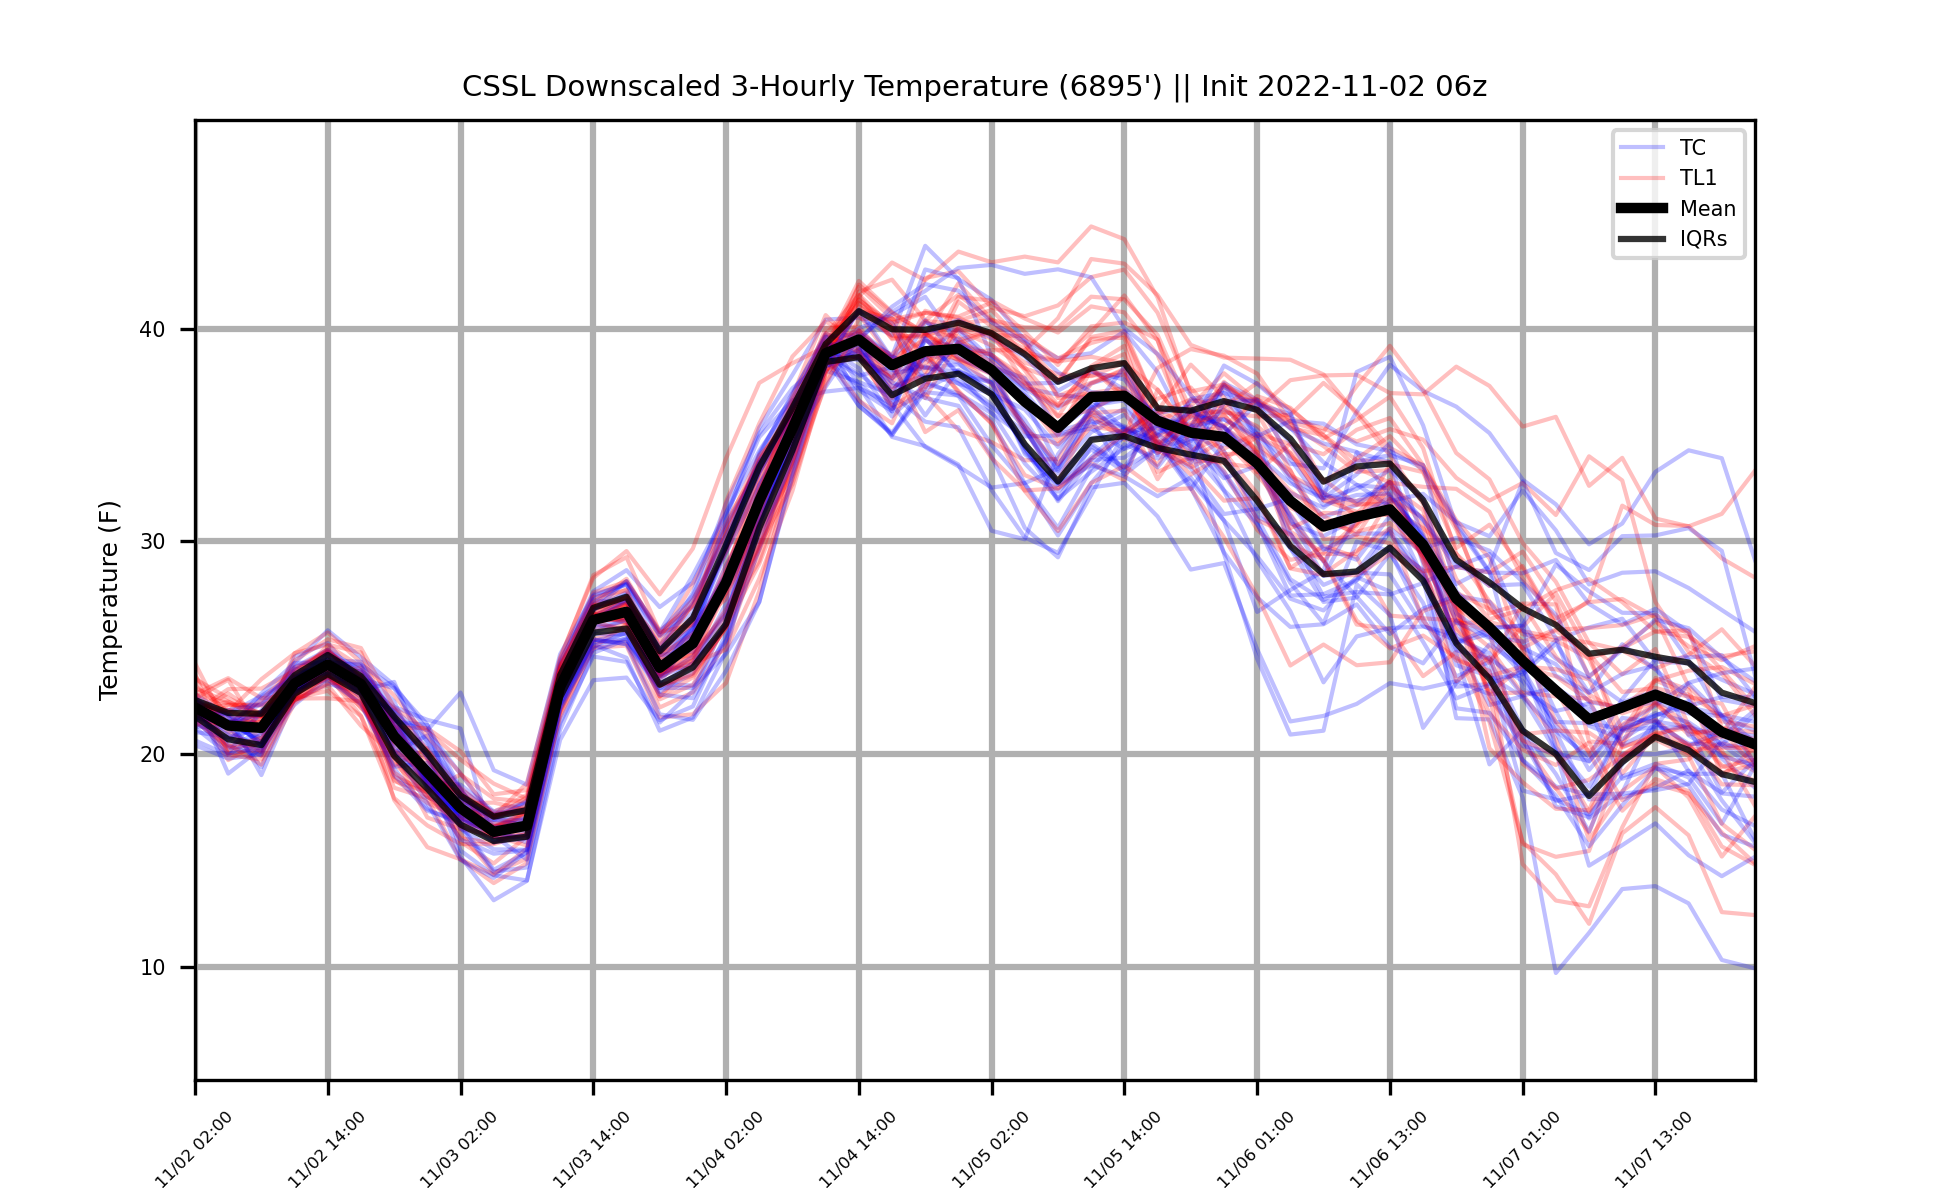 CSSL Downscaled 3-Hourly Temperature (6895') || Init 2022-11-02 06z
TC
TL1
Mean
IQRs
Temperature (F)
40
30
20
10
11/02 02:00
11/02 14:00
11/03 02:00
11/03 14:00
11/04 02:00
11/04 14:00
11/05 02:00
11/05 14:00
11/06 01:00
11/06 13:00
11/07 01:00
11/07 13:00